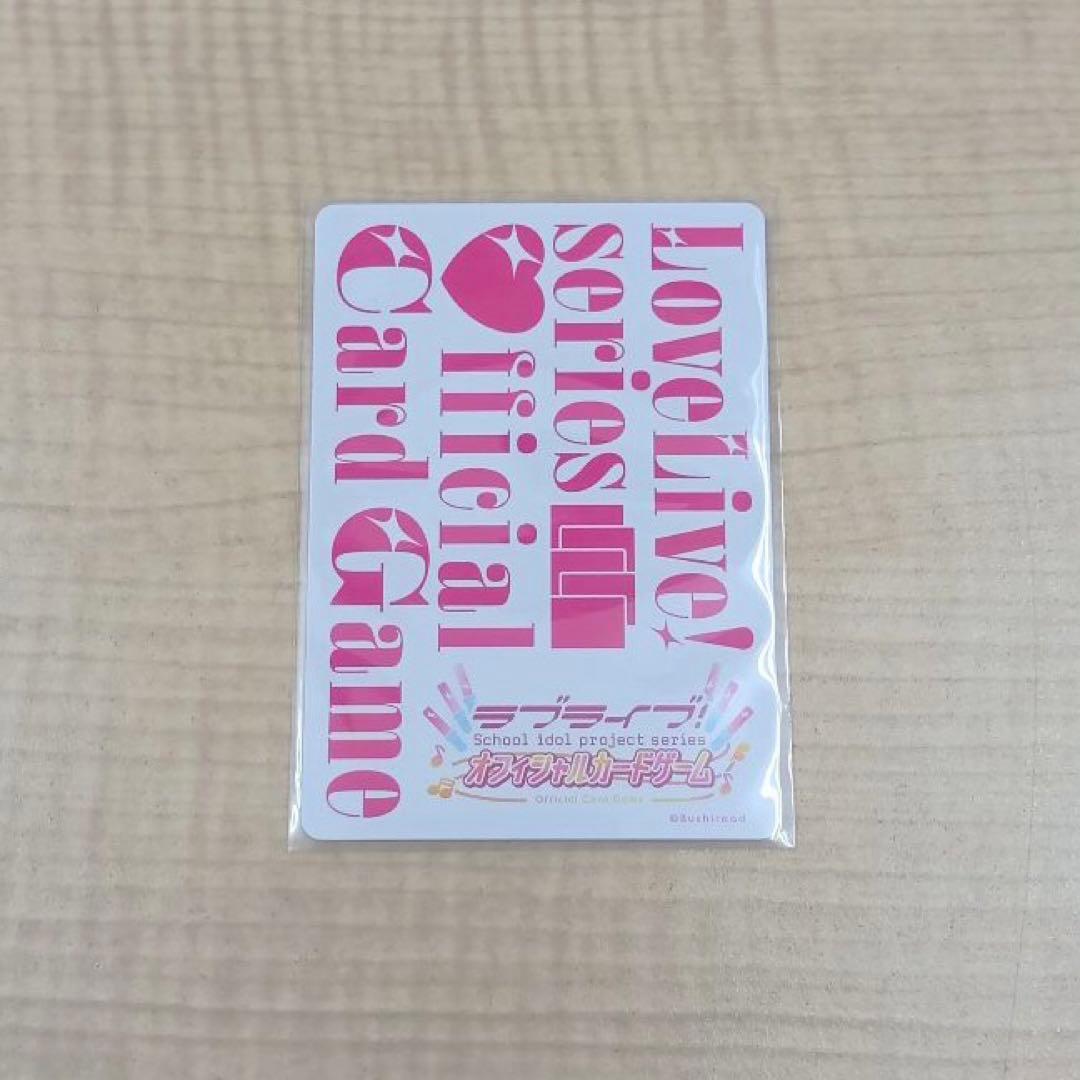 LoveLive!
series
♥fficial
Card Game
ラブライブ!
School idol project series
オフィシャルカードゲーム
Official Card Game
©Bushiroad